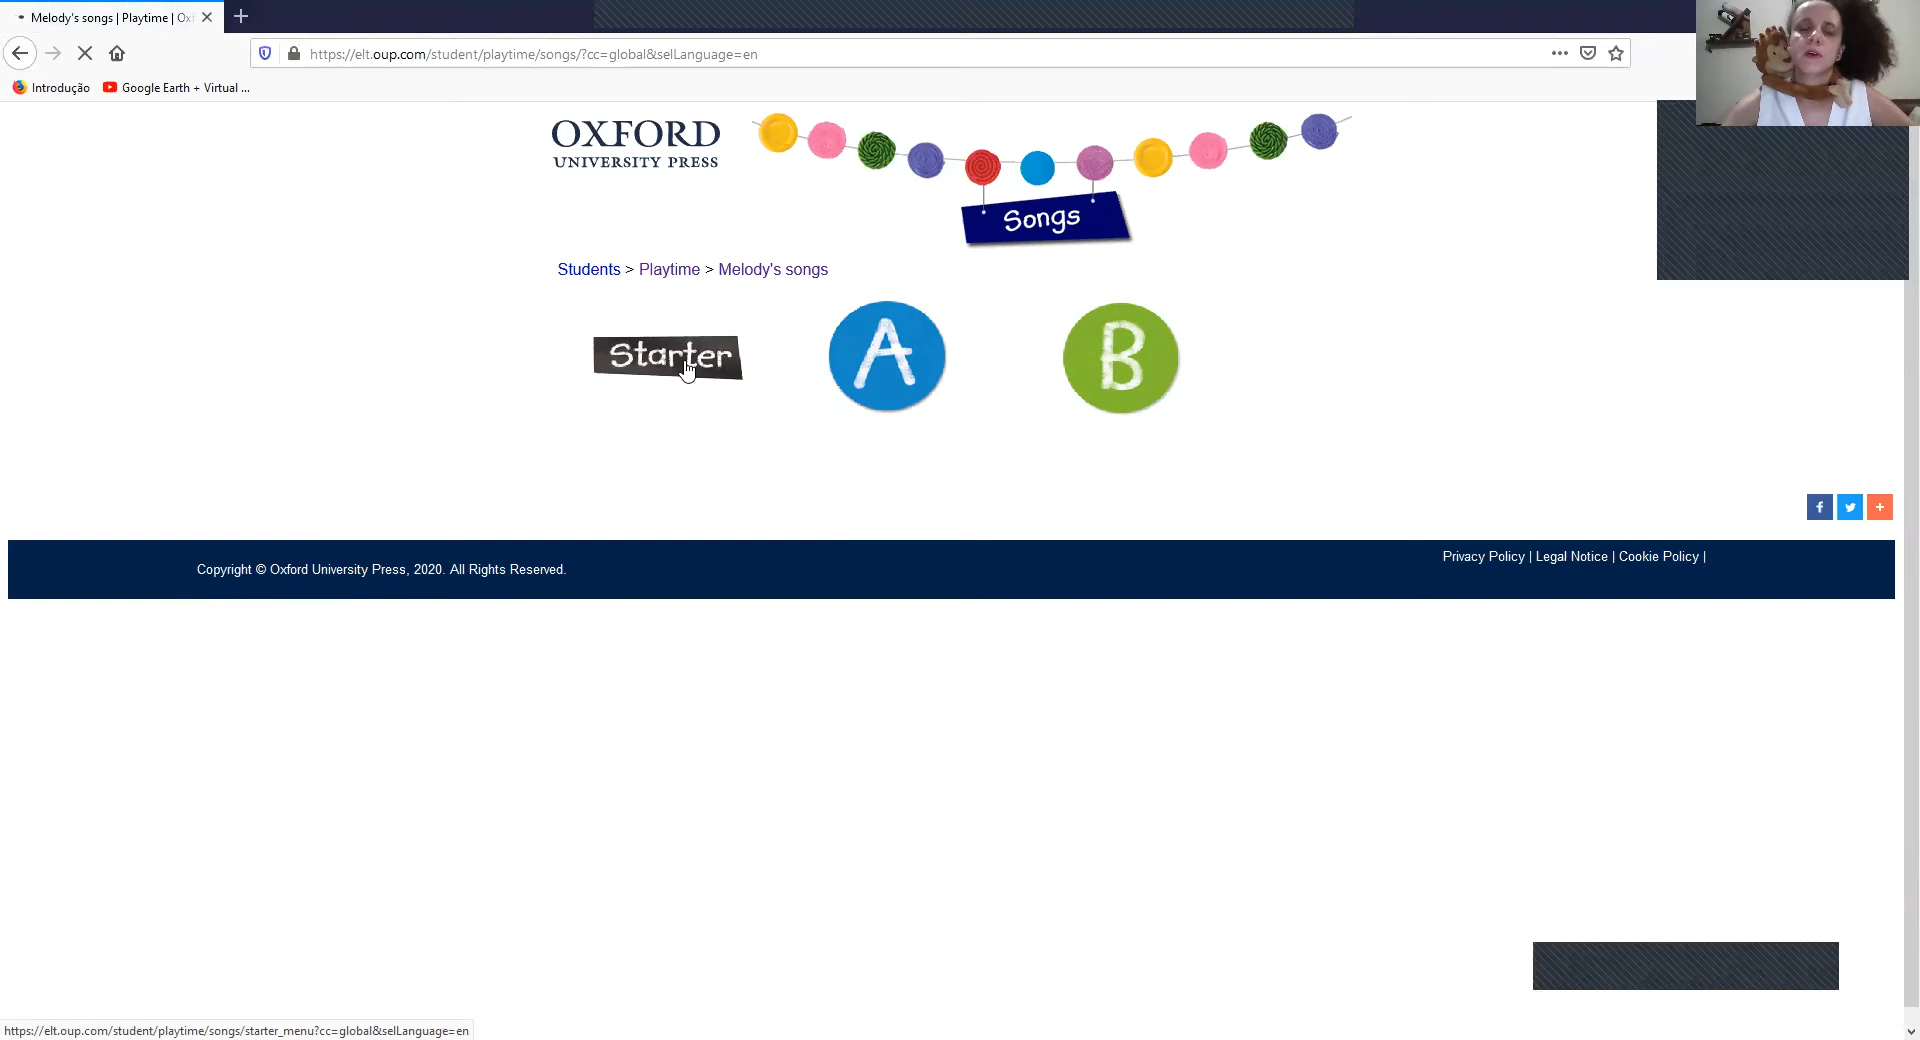 Melody's songs | Playtime | Ox
https://elt.oup.com/student/playtime/songs/?cc=global&selLanguage=en
Introdução
Google Earth + Virtual ...
OXFORD
UNIVERSITY PRESS
Songs
Students > Playtime > Melody's songs
Starter
A
B
Copyright © Oxford University Press, 2020. All Rights Reserved.
Privacy Policy | Legal Notice | Cookie Policy |
https://elt.oup.com/student/playtime/songs/starter_menu?cc=global&selLanguage=en